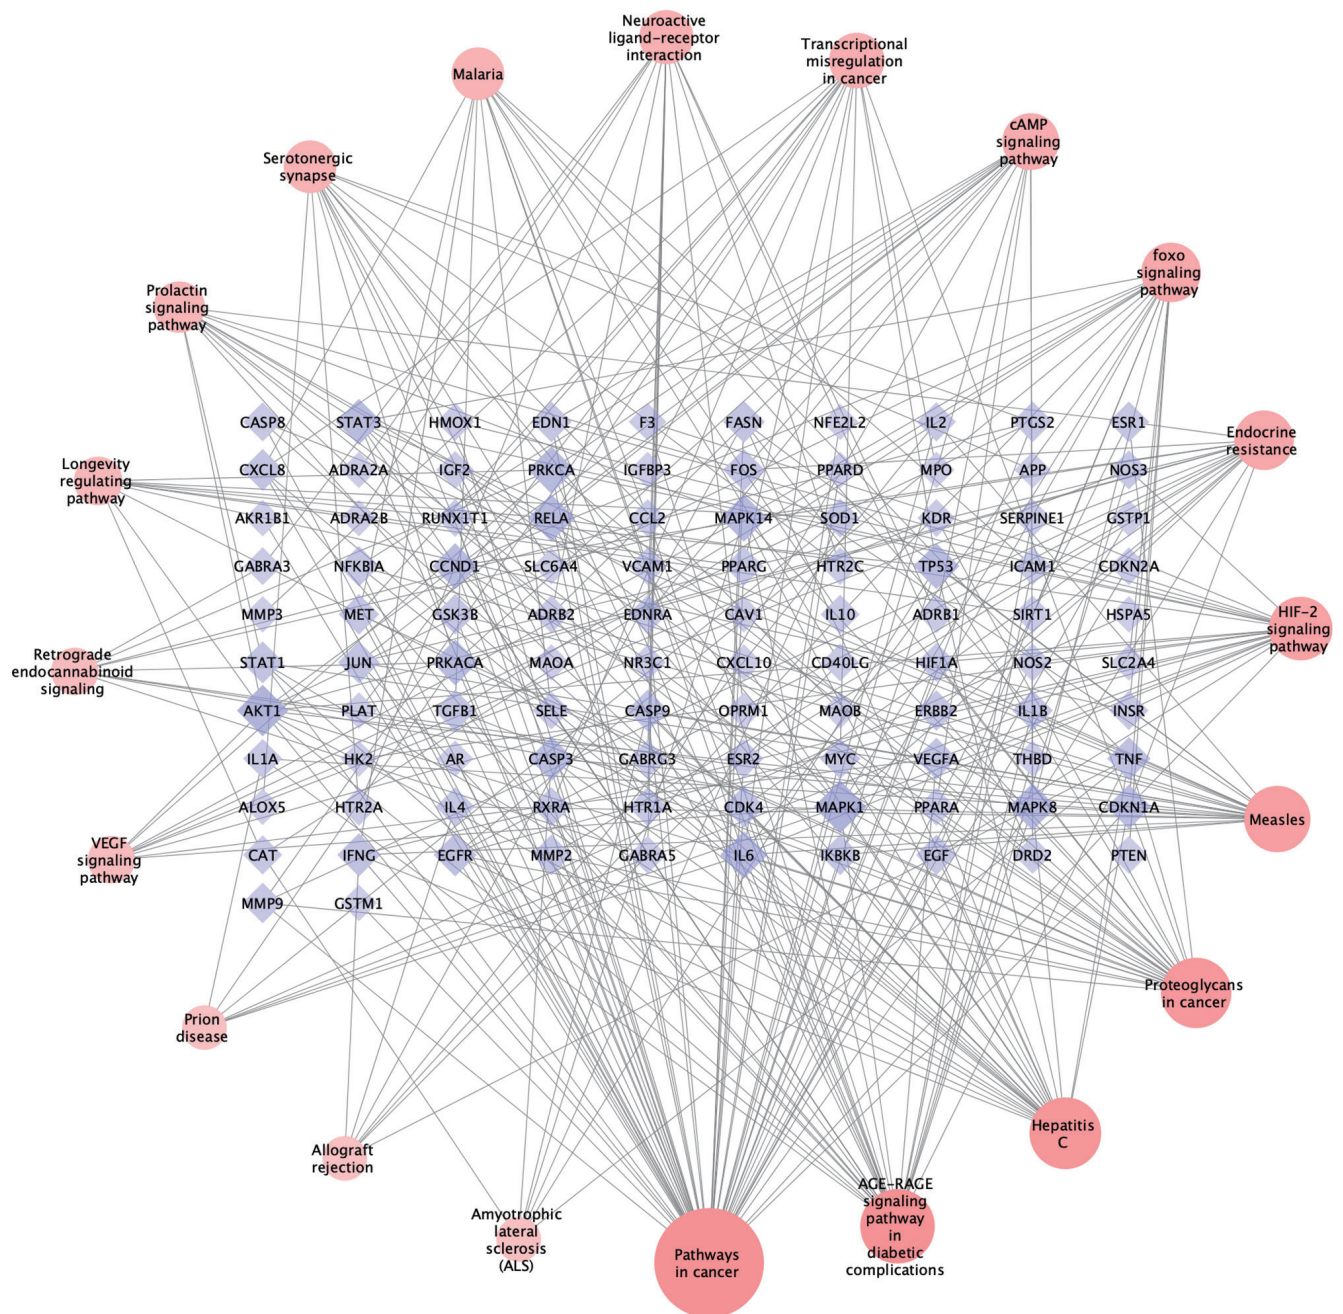 Neuroactive
ligand-receptor
interaction
Transcriptional
misregulation
in cancer
Malaria
cAMP
signaling
pathway
Serotonergic
synapse
foxo
signaling
pathway
Prolactin
signaling
pathway
CASP8 STAT3 HMOX1 EDN1 F3 FASN NFE2L2 IL2 PTGS2 ESR1
Endocrine
resistance
CXCL8 ADRA2A IGF2 PRKCA IGFBP3 FOS PPARD MPO APP NOS3
Longevity
regulating
pathway
AKR1B1 ADRA2B RUNX1T1 RELA CCL2 MAPK14 SOD1 KDR SERPINE1 GSTP1
GABRA3 NFKBIA CCND1 SLC6A4 VCAM1 PPARG HTR2C TP53 ICAM1 CDKN2A
MMP3 MET GSK3B ADRB2 EDNRA CAV1 IL10 ADRB1 SIRT1 HSPA5
HIF-2
signaling
pathway
Retrograde
endocannabinoid
signaling
STAT1 JUN PRKACA MAOA NR3C1 CXCL10 CD40LG HIF1A NOS2 SLC2A4
AKT1 PLAT TGFB1 SELE CASP9 OPRM1 MAOB ERBB2 IL1B INSR
IL1A HK2 AR CASP3 GABRG3 ESR2 MYC VEGFA THBD TNF
ALOX5 HTR2A IL4 RXRA HTR1A CDK4 MAPK1 PPARA MAPK8 CDKN1A
Measles
VEGF
signaling
pathway
CAT IFNG EGFR MMP2 GABRA5 IL6 IKBKB EGF DRD2 PTEN
MMP9 GSTM1
Proteoglycans
in cancer
Prion
disease
Hepatitis
C
Allograft
rejection
AGE-RAGE
signaling
pathway
in
diabetic
complications
Amyotrophic
lateral
sclerosis
(ALS)
Pathways
in cancer